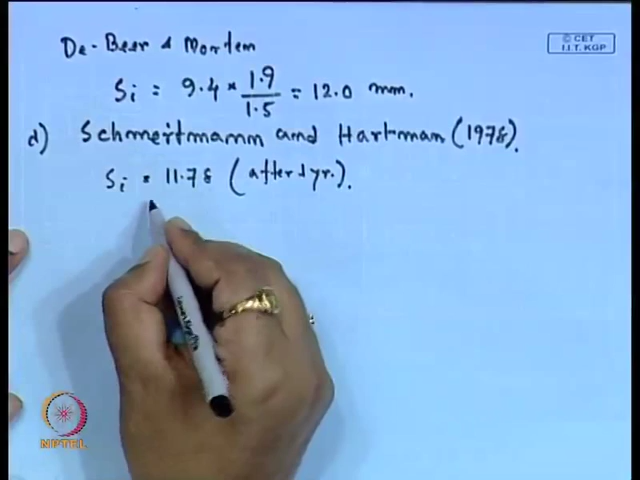 De-Beer & Mortem
Si = 9.4 * 1.9/1.5 = 12.0 mm.
d) Schmertmann and Hartman (1978).
Si = 11.78 (after 1 yr.).
© CET
I.I.T. KGP
NPTEL